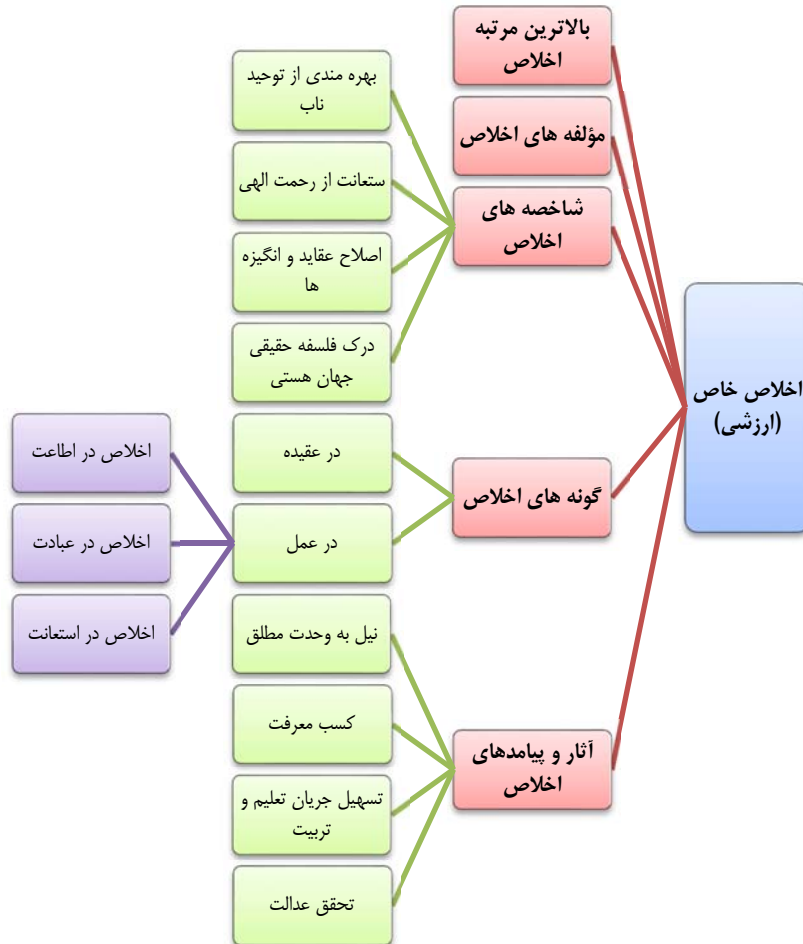 اخلاص خاص
(ارزشی)
بالاترین مرتبه
اخلاص
مؤلفه های اخلاص
شاخصه های
اخلاص
بهره مندی از توحید
ناب
ستعانت از رحمت الهی
اصلاح عقاید و انگیزه
ها
درک فلسفه حقیقی
جهان هستی
گونه های اخلاص
در عقیده
در عمل
اخلاص در اطاعت
اخلاص در عبادت
اخلاص در استعانت
آثار و پیامدهای
اخلاص
نیل به وحدت مطلق
کسب معرفت
تسهیل جریان تعلیم و
تربیت
تحقق عدالت